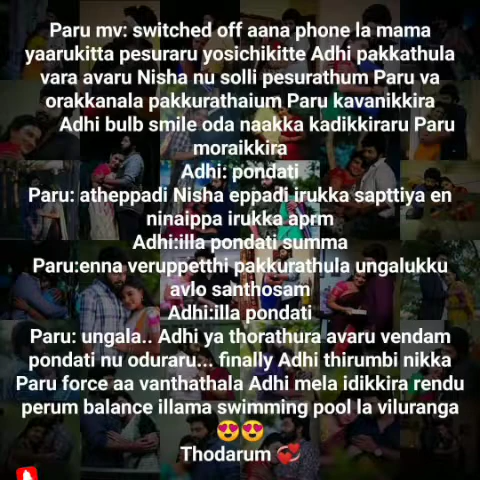 Paru mv: switched off aana phone la mama
yaarukitta pesuraru yosichikitte Adhi pakkathula
vara avaru Nisha nu solli pesurathum Paru va
orakkanala pakkurathaium Paru kavanikkira
Adhi bulb smile oda naakka kadikkiraru Paru
moraikkira
Adhi: pondati
Paru: atheppadi Nisha eppadi irukka sapttiya en
ninaippa irukka aprm
Adhi:illa pondati summa
Paru:enna veruppetthi pakkurathula ungalukku
avlo santhosam
Adhi:illa pondati
Paru: ungala.. Adhi ya thorathura avaru vendam
pondati nu oduraru... finally Adhi thirumbi nikka
Paru force aa vanthathala Adhi mela idikkira rendu
perum balance illama swimming pool la viluranga
😍😍
Thodarum 💞